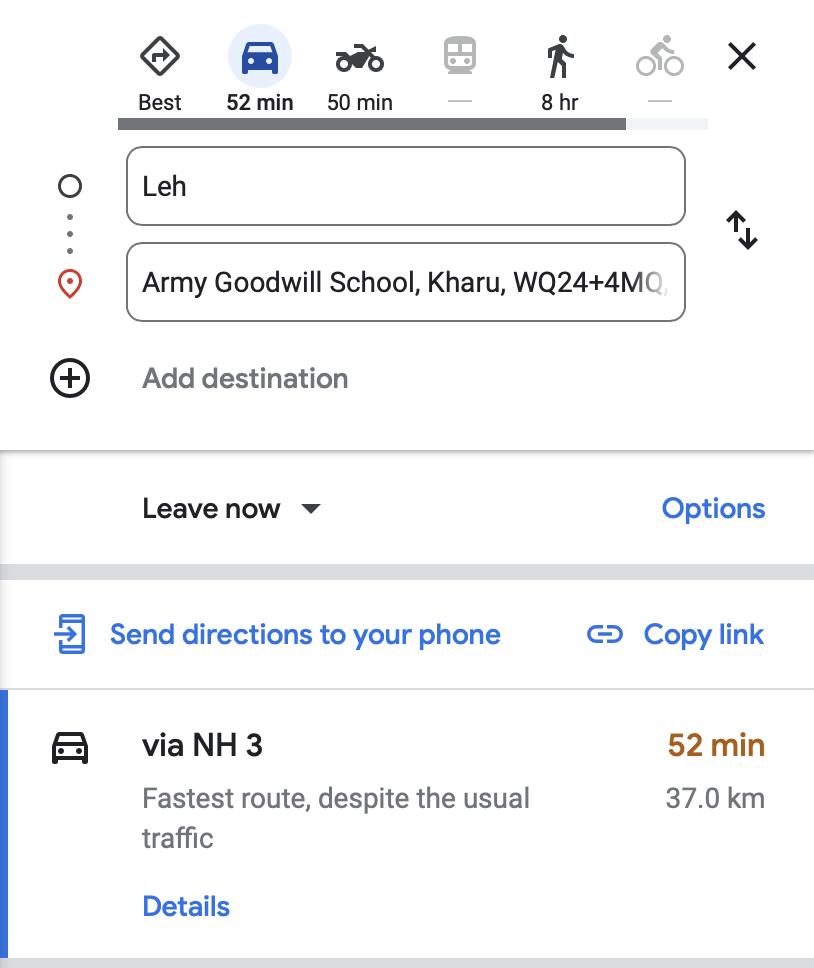 Best
52 min
50 min
—
8 hr
—
Leh
Army Goodwill School, Kharu, WQ24+4MQ,
Add destination
Leave now
Options
Send directions to your phone
Copy link
via NH 3
52 min
Fastest route, despite the usual
traffic
37.0 km
Details